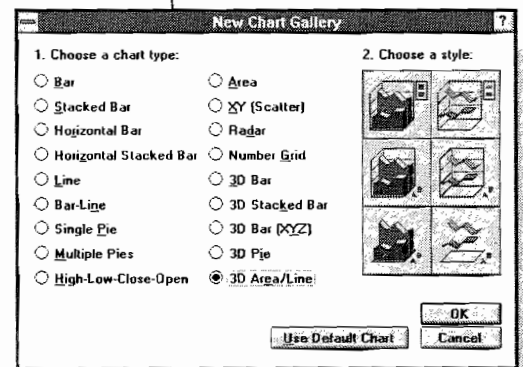 New Chart Gallery ?
1. Choose a chart type:
2. Choose a style:
Bar
Stacked Bar
Horizontal Bar
Horizontal Stacked Bar
Line
Bar-Line
Single Pie
Multiple Pies
High-Low-Close-Open
Area
XY (Scatter)
Radar
Number Grid
3D Bar
3D Stacked Bar
3D Bar (XYZ)
3D Pie
3D Area/Line
OK
Use Default Chart Cancel